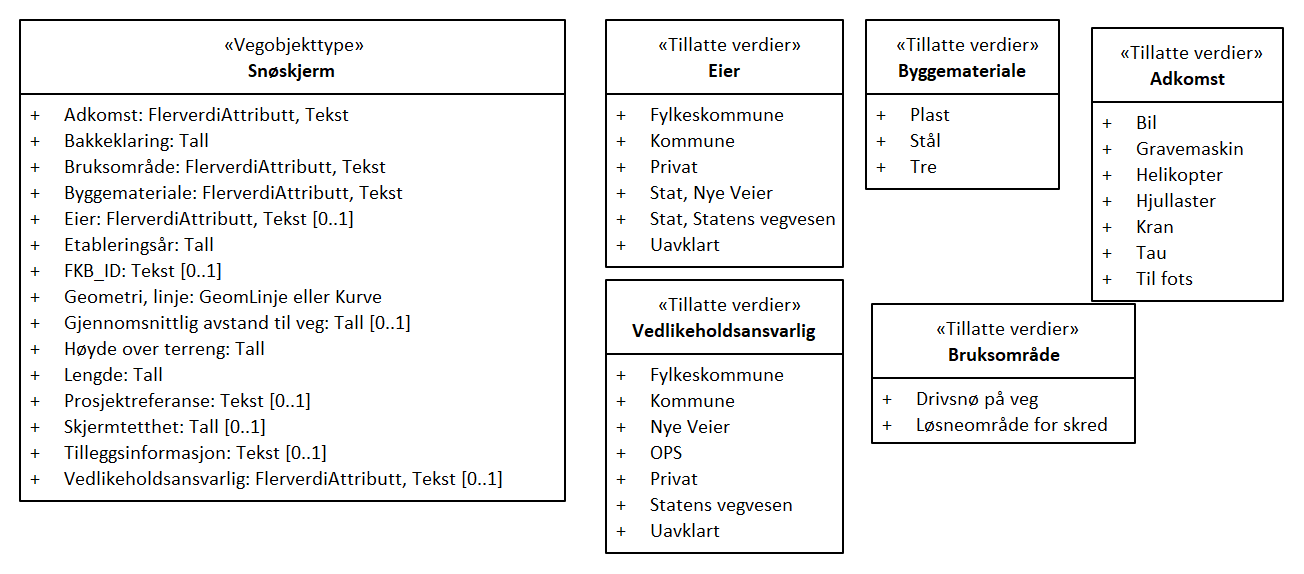 «Vegobjekttype»
Snøskjerm
+ Adkomst: FlerverdiAttributt, Tekst
+ Bakkeklaring: Tall
+ Bruksområde: FlerverdiAttributt, Tekst
+ Byggemateriale: FlerverdiAttributt, Tekst
+ Eier: FlerverdiAttributt, Tekst [0..1]
+ Etableringsår: Tall
+ FKB_ID: Tekst [0..1]
+ Geometri, linje: GeomLinje eller Kurve
+ Gjennomsnittlig avstand til veg: Tall [0..1]
+ Høyde over terreng: Tall
+ Lengde: Tall
+ Prosjektreferanse: Tekst [0..1]
+ Skjermtetthet: Tall [0..1]
+ Tilleggsinformasjon: Tekst [0..1]
+ Vedlikeholdsansvarlig: FlerverdiAttributt, Tekst [0..1]
«Tillatte verdier»
Eier
+ Fylkeskommune
+ Kommune
+ Privat
+ Stat, Nye Veier
+ Stat, Statens vegvesen
+ Uavklart
«Tillatte verdier»
Vedlikeholdsansvarlig
+ Fylkeskommune
+ Kommune
+ Nye Veier
+ OPS
+ Privat
+ Statens vegvesen
+ Uavklart
«Tillatte verdier»
Byggemateriale
+ Plast
+ Stål
+ Tre
«Tillatte verdier»
Adkomst
+ Bil
+ Gravemaskin
+ Helikopter
+ Hjullaster
+ Kran
+ Tau
+ Til fots
«Tillatte verdier»
Bruksområde
+ Drivsnø på veg
+ Løsneområde for skred